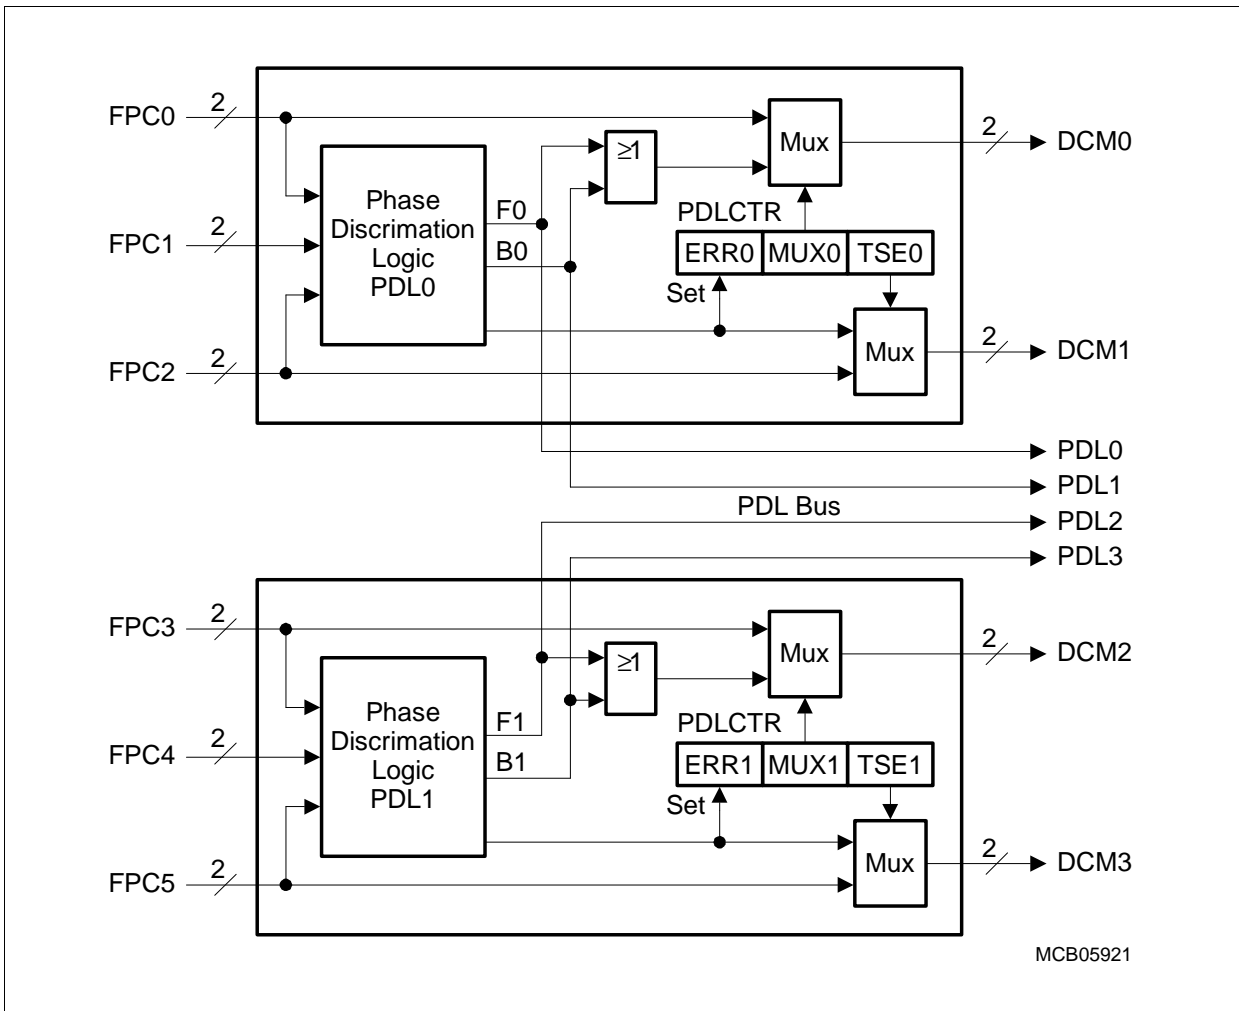 FPC0
2
FPC1
2
FPC2
2
Phase
Discrimation
Logic
PDL0
F0
B0
≥1
Mux
PDLCTR
ERR0 MUX0 TSE0
Set
Mux
2
DCM0
2
DCM1
PDL0
PDL1
PDL Bus
PDL2
PDL3
FPC3
2
FPC4
2
FPC5
2
Phase
Discrimation
Logic
PDL1
F1
B1
≥1
Mux
PDLCTR
ERR1 MUX1 TSE1
Set
Mux
2
DCM2
2
DCM3
MCB05921